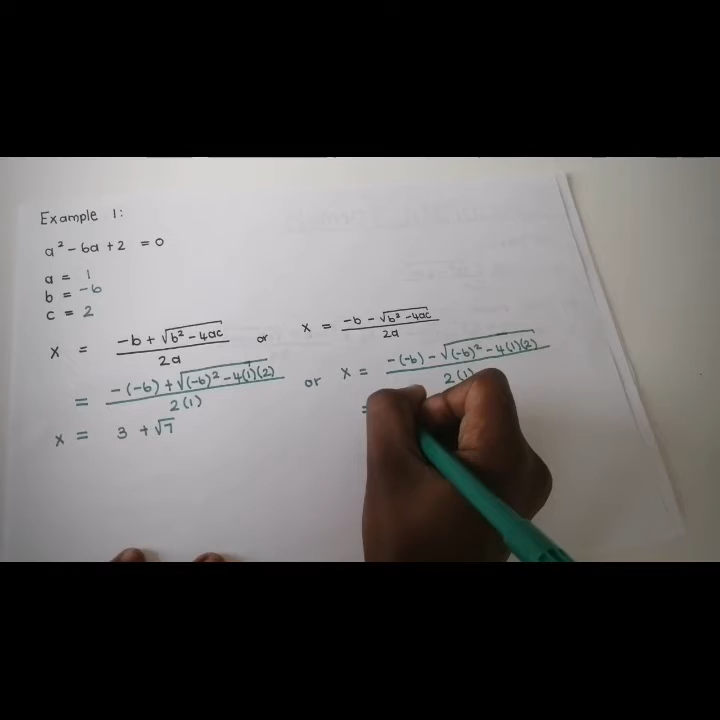 Example 1:
a² - 6a + 2 = 0
a = 1
b = -6
c = 2
x = (-b + √(b² - 4ac)) / 2a or x = (-b - √(b² - 4ac)) / 2a
= (-(-6) + √((-6)² - 4(1)(2))) / 2(1) or x = (-(-6) - √((-6)² - 4(1)(2))) / 2(1)
x = 3 + √7